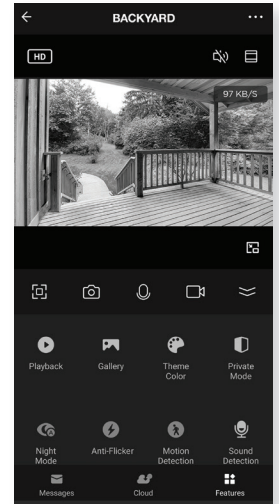 BACKYARD
HD
97 KB/S
Playback
Gallery
Theme
Color
Private
Mode
Night
Mode
Anti-Flicker
Motion
Detection
Sound
Detection
Messages
Cloud
Features